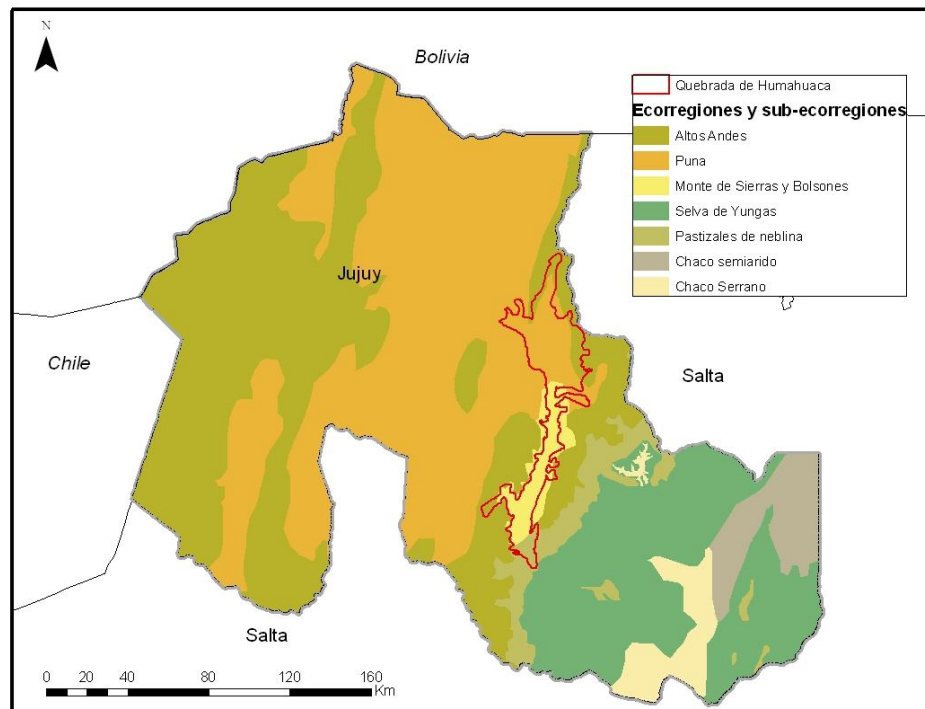 N
Bolivia
Quebrada de Humahuaca
Ecorregiones y sub-ecorregiones
Altos Andes
Puna
Monte de Sierras y Bolsones
Selva de Yungas
Pastizales de neblina
Chaco semiarido
Chaco Serrano
Jujuy
Chile
Salta
Salta
0 20 40 80 120 160
Km